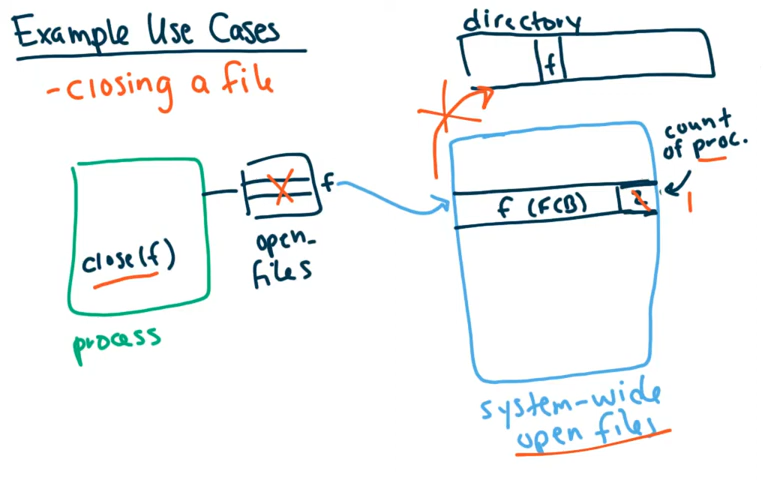 Example Use Cases
-closing a file
directory
f
count
of proc.
f (FCB)
2
1
f
close(f)
open_
files
process
system-wide
open files